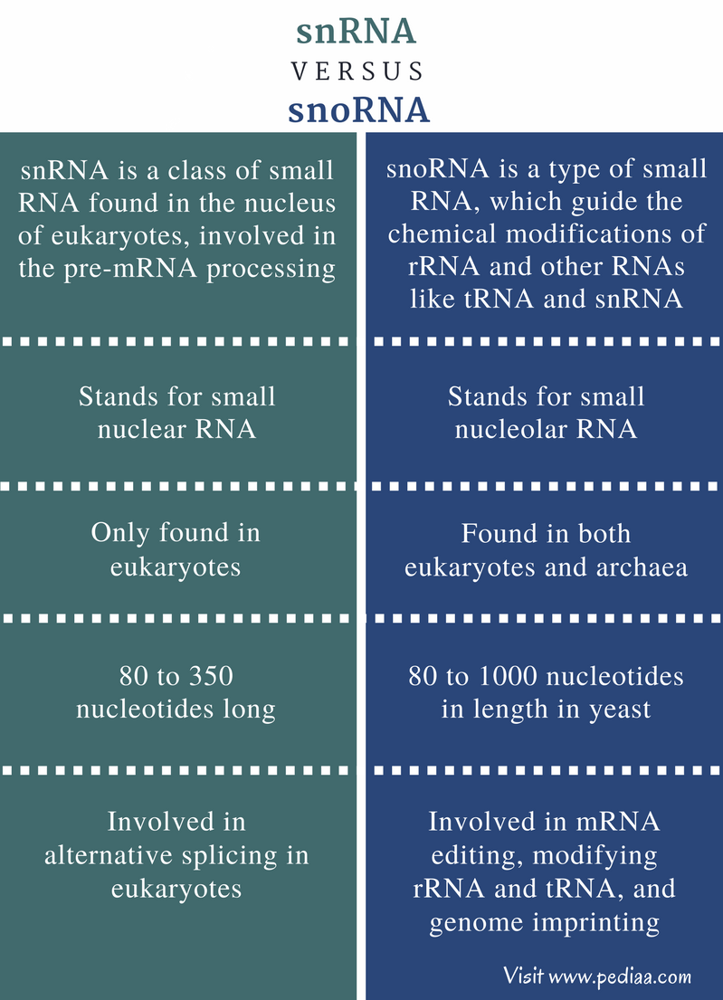 snRNA
VERSUS
snoRNA
snRNA is a class of small
RNA found in the nucleus
of eukaryotes, involved in
the pre-mRNA processing
snoRNA is a type of small
RNA, which guide the
chemical modifications of
rRNA and other RNAs
like tRNA and snRNA
Stands for small
nuclear RNA
Stands for small
nucleolar RNA
Only found in
eukaryotes
Found in both
eukaryotes and archaea
80 to 350
nucleotides long
80 to 1000 nucleotides
in length in yeast
Involved in
alternative splicing in
eukaryotes
Involved in mRNA
editing, modifying
rRNA and tRNA, and
genome imprinting
Visit www.pediaa.com